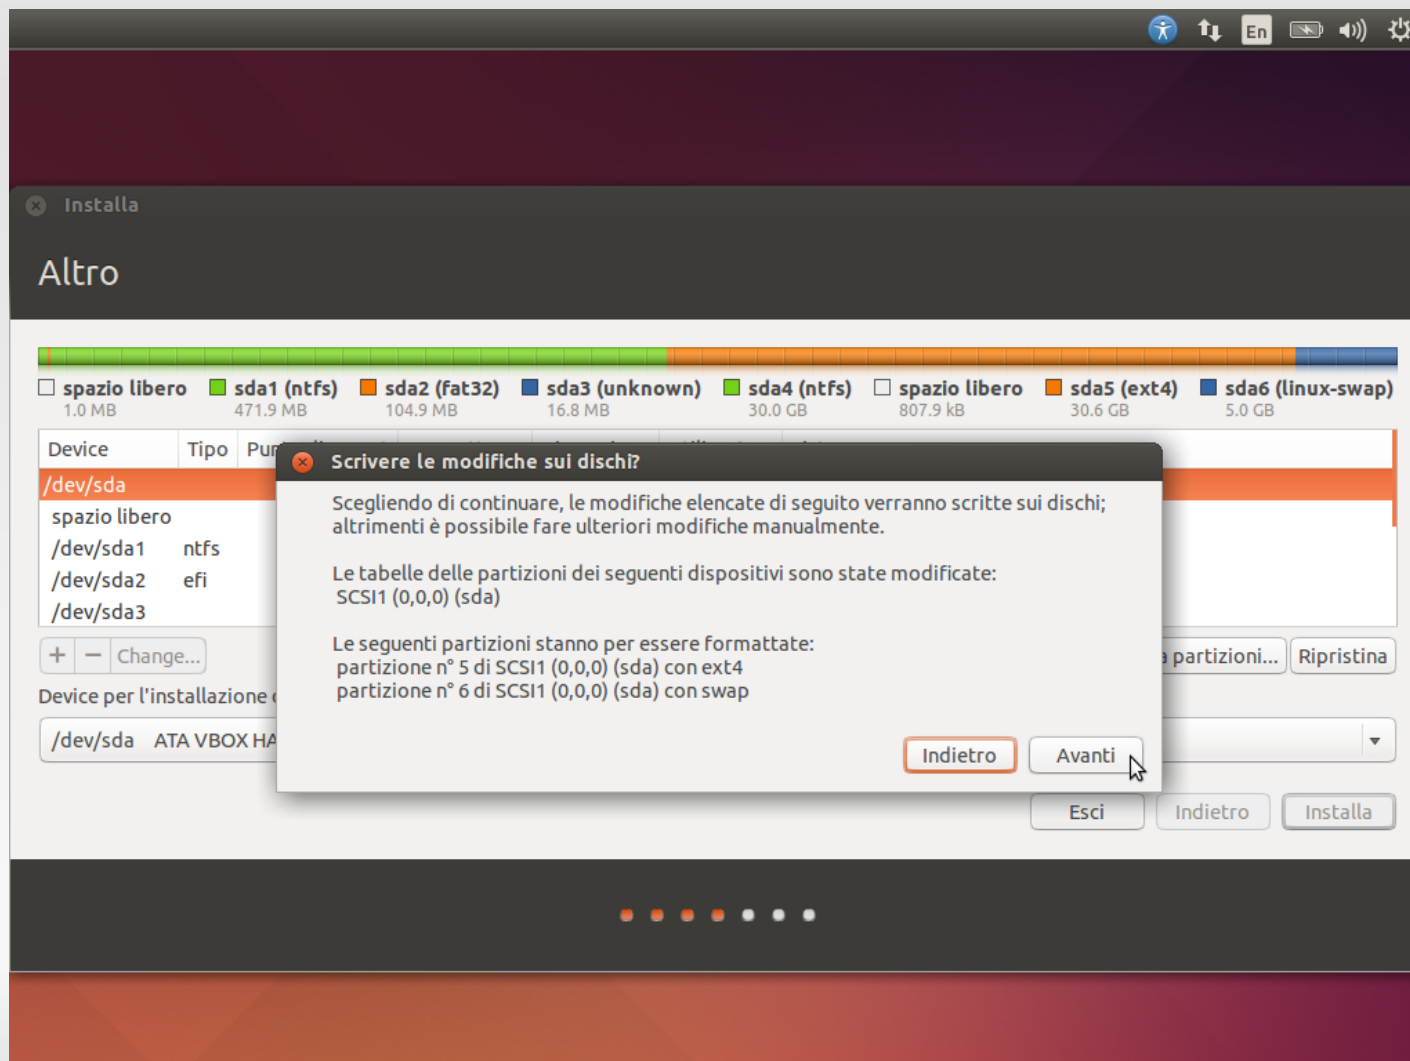 En
Installa
Altro
spazio libero sda1 (ntfs) sda2 (fat32) sda3 (unknown) sda4 (ntfs) spazio libero sda5 (ext4) sda6 (linux-swap)
1.0 MB 471.9 MB 104.9 MB 16.8 MB 30.0 GB 807.9 kB 30.6 GB 5.0 GB
Device Tipo
Scrivere le modifiche sui dischi?
/dev/sda
spazio libero
/dev/sda1 ntfs
/dev/sda2 efi
/dev/sda3
Scegliendo di continuare, le modifiche elencate di seguito verranno scritte sui dischi;
altrimenti è possibile fare ulteriori modifiche manualmente.
Le tabelle delle partizioni dei seguenti dispositivi sono state modificate:
SCSI1 (0,0,0) (sda)
Le seguenti partizioni stanno per essere formattate:
partizione n° 5 di SCSI1 (0,0,0) (sda) con ext4
partizione n° 6 di SCSI1 (0,0,0) (sda) con swap
+ − Change...
partizioni... Ripristina
Device per l'installazione
/dev/sda ATA VBOX HA
Indietro Avanti
Esci Indietro Installa